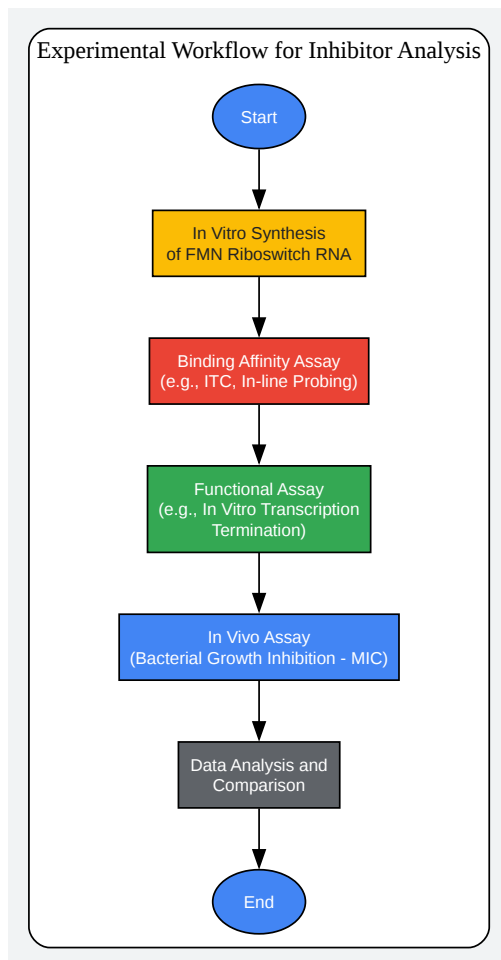 Experimental Workflow for Inhibitor Analysis
Start
In Vitro Synthesis
of FMN Riboswitch RNA
Binding Affinity Assay
(e.g., ITC, In-line Probing)
Functional Assay
(e.g., In Vitro Transcription
Termination)
In Vivo Assay
(Bacterial Growth Inhibition - MIC)
Data Analysis and
Comparison
End